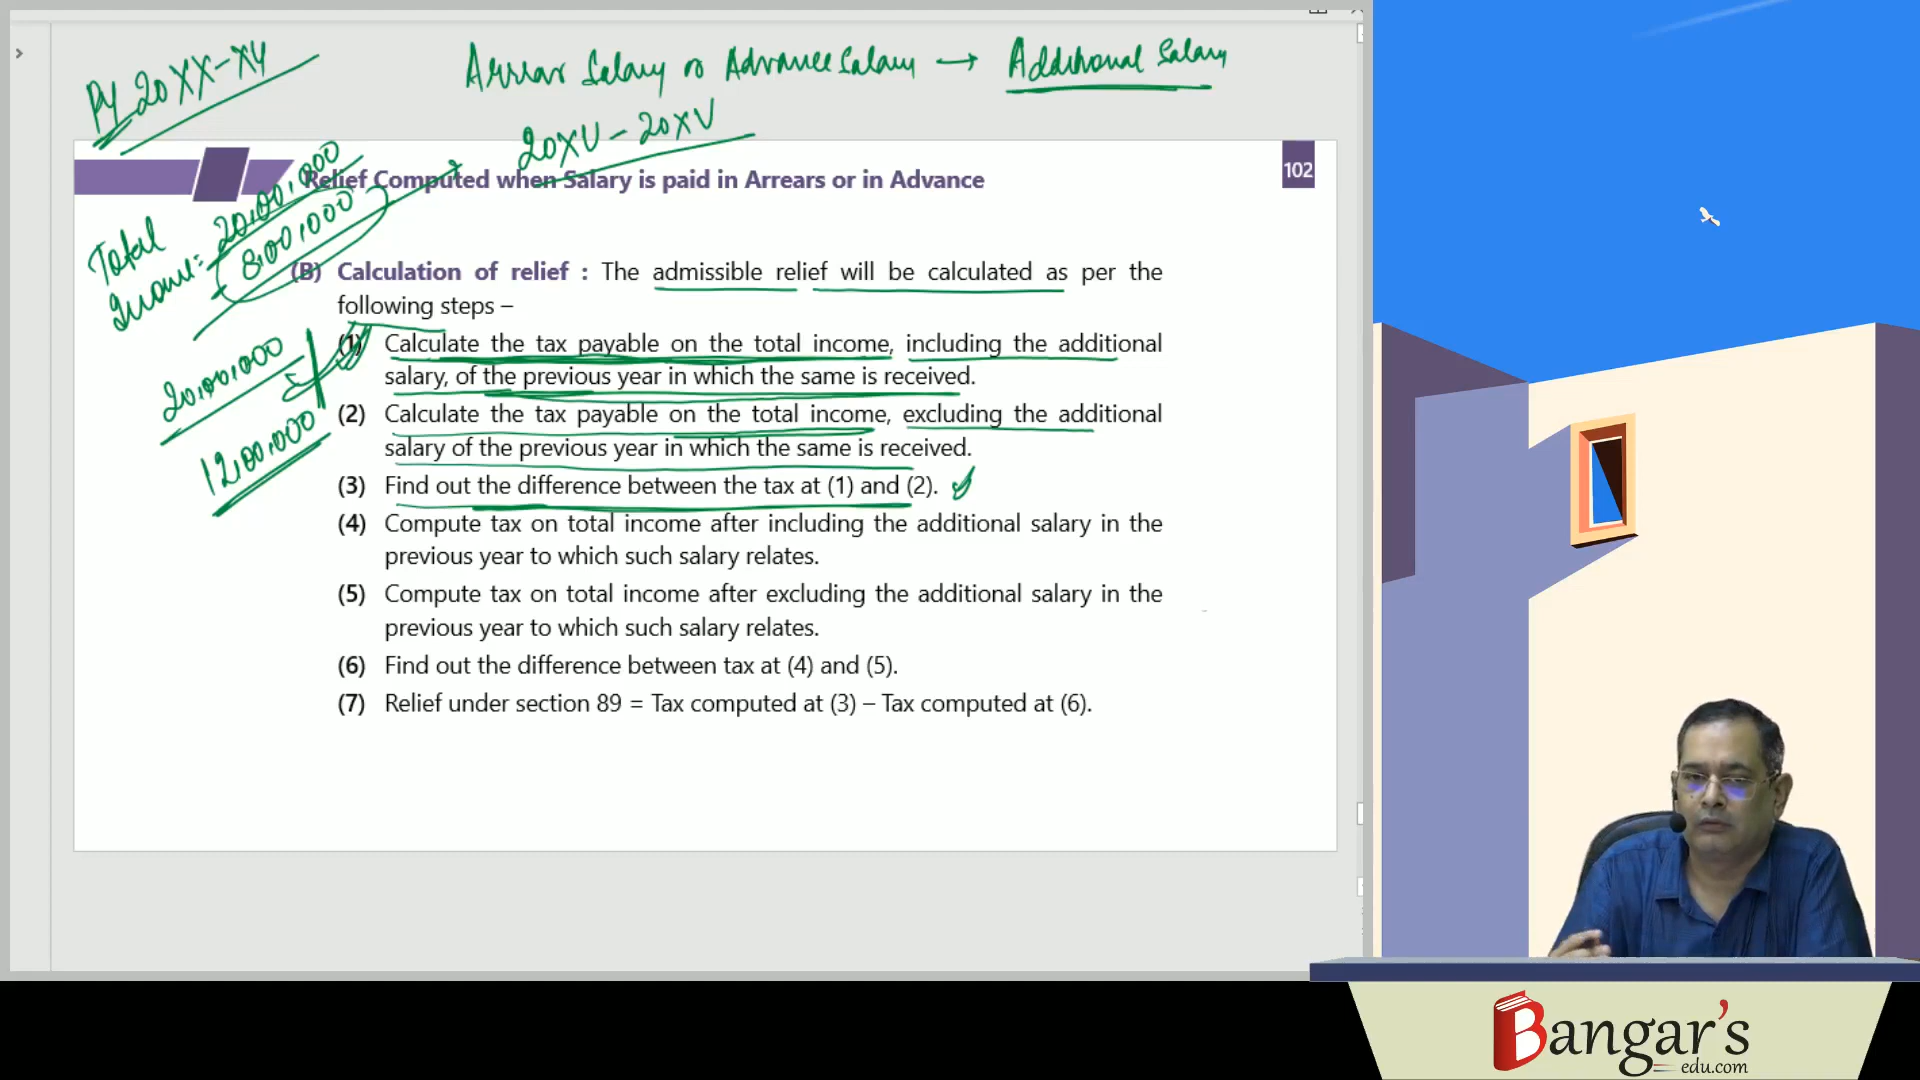 PY 20XX-XY
Arrear Salary or Advance Salary → Additional Salary
20XU - 20XV
102
Relief Computed when Salary is paid in Arrears or in Advance
Total Income: 20,00,000
+ 8,00,000
20,00,000
12,00,000
(B) Calculation of relief : The admissible relief will be calculated as per the
following steps –
(1) Calculate the tax payable on the total income, including the additional
salary, of the previous year in which the same is received.
(2) Calculate the tax payable on the total income, excluding the additional
salary of the previous year in which the same is received.
(3) Find out the difference between the tax at (1) and (2).
(4) Compute tax on total income after including the additional salary in the
previous year to which such salary relates.
(5) Compute tax on total income after excluding the additional salary in the
previous year to which such salary relates.
(6) Find out the difference between tax at (4) and (5).
(7) Relief under section 89 = Tax computed at (3) – Tax computed at (6).
Bangar's
edu.com